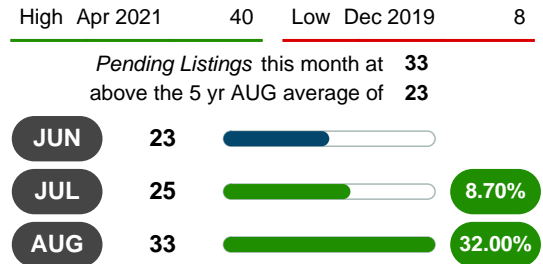 High Apr 2021 40 Low Dec 2019 8
Pending Listings this month at 33
above the 5 yr AUG average of 23
JUN 23
JUL 25 8.70%
AUG 33 32.00%